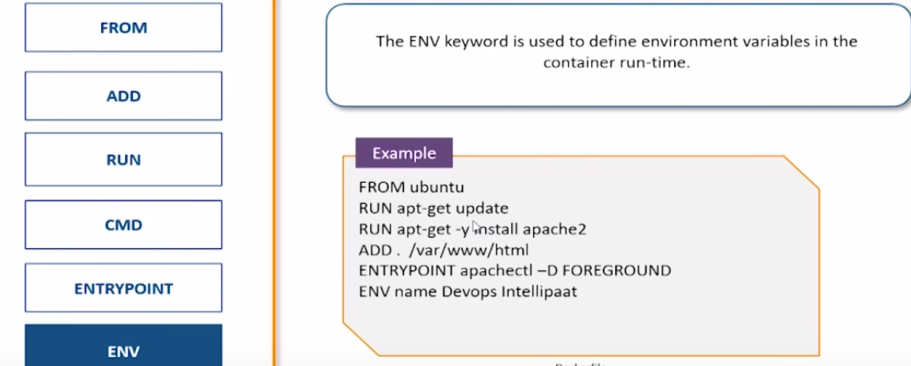 FROM
ADD
RUN
CMD
ENTRYPOINT
ENV
The ENV keyword is used to define environment variables in the
container run-time.
Example
FROM ubuntu
RUN apt-get update
RUN apt-get -y install apache2
ADD . /var/www/html
ENTRYPOINT apachectl –D FOREGROUND
ENV name Devops Intellipaat